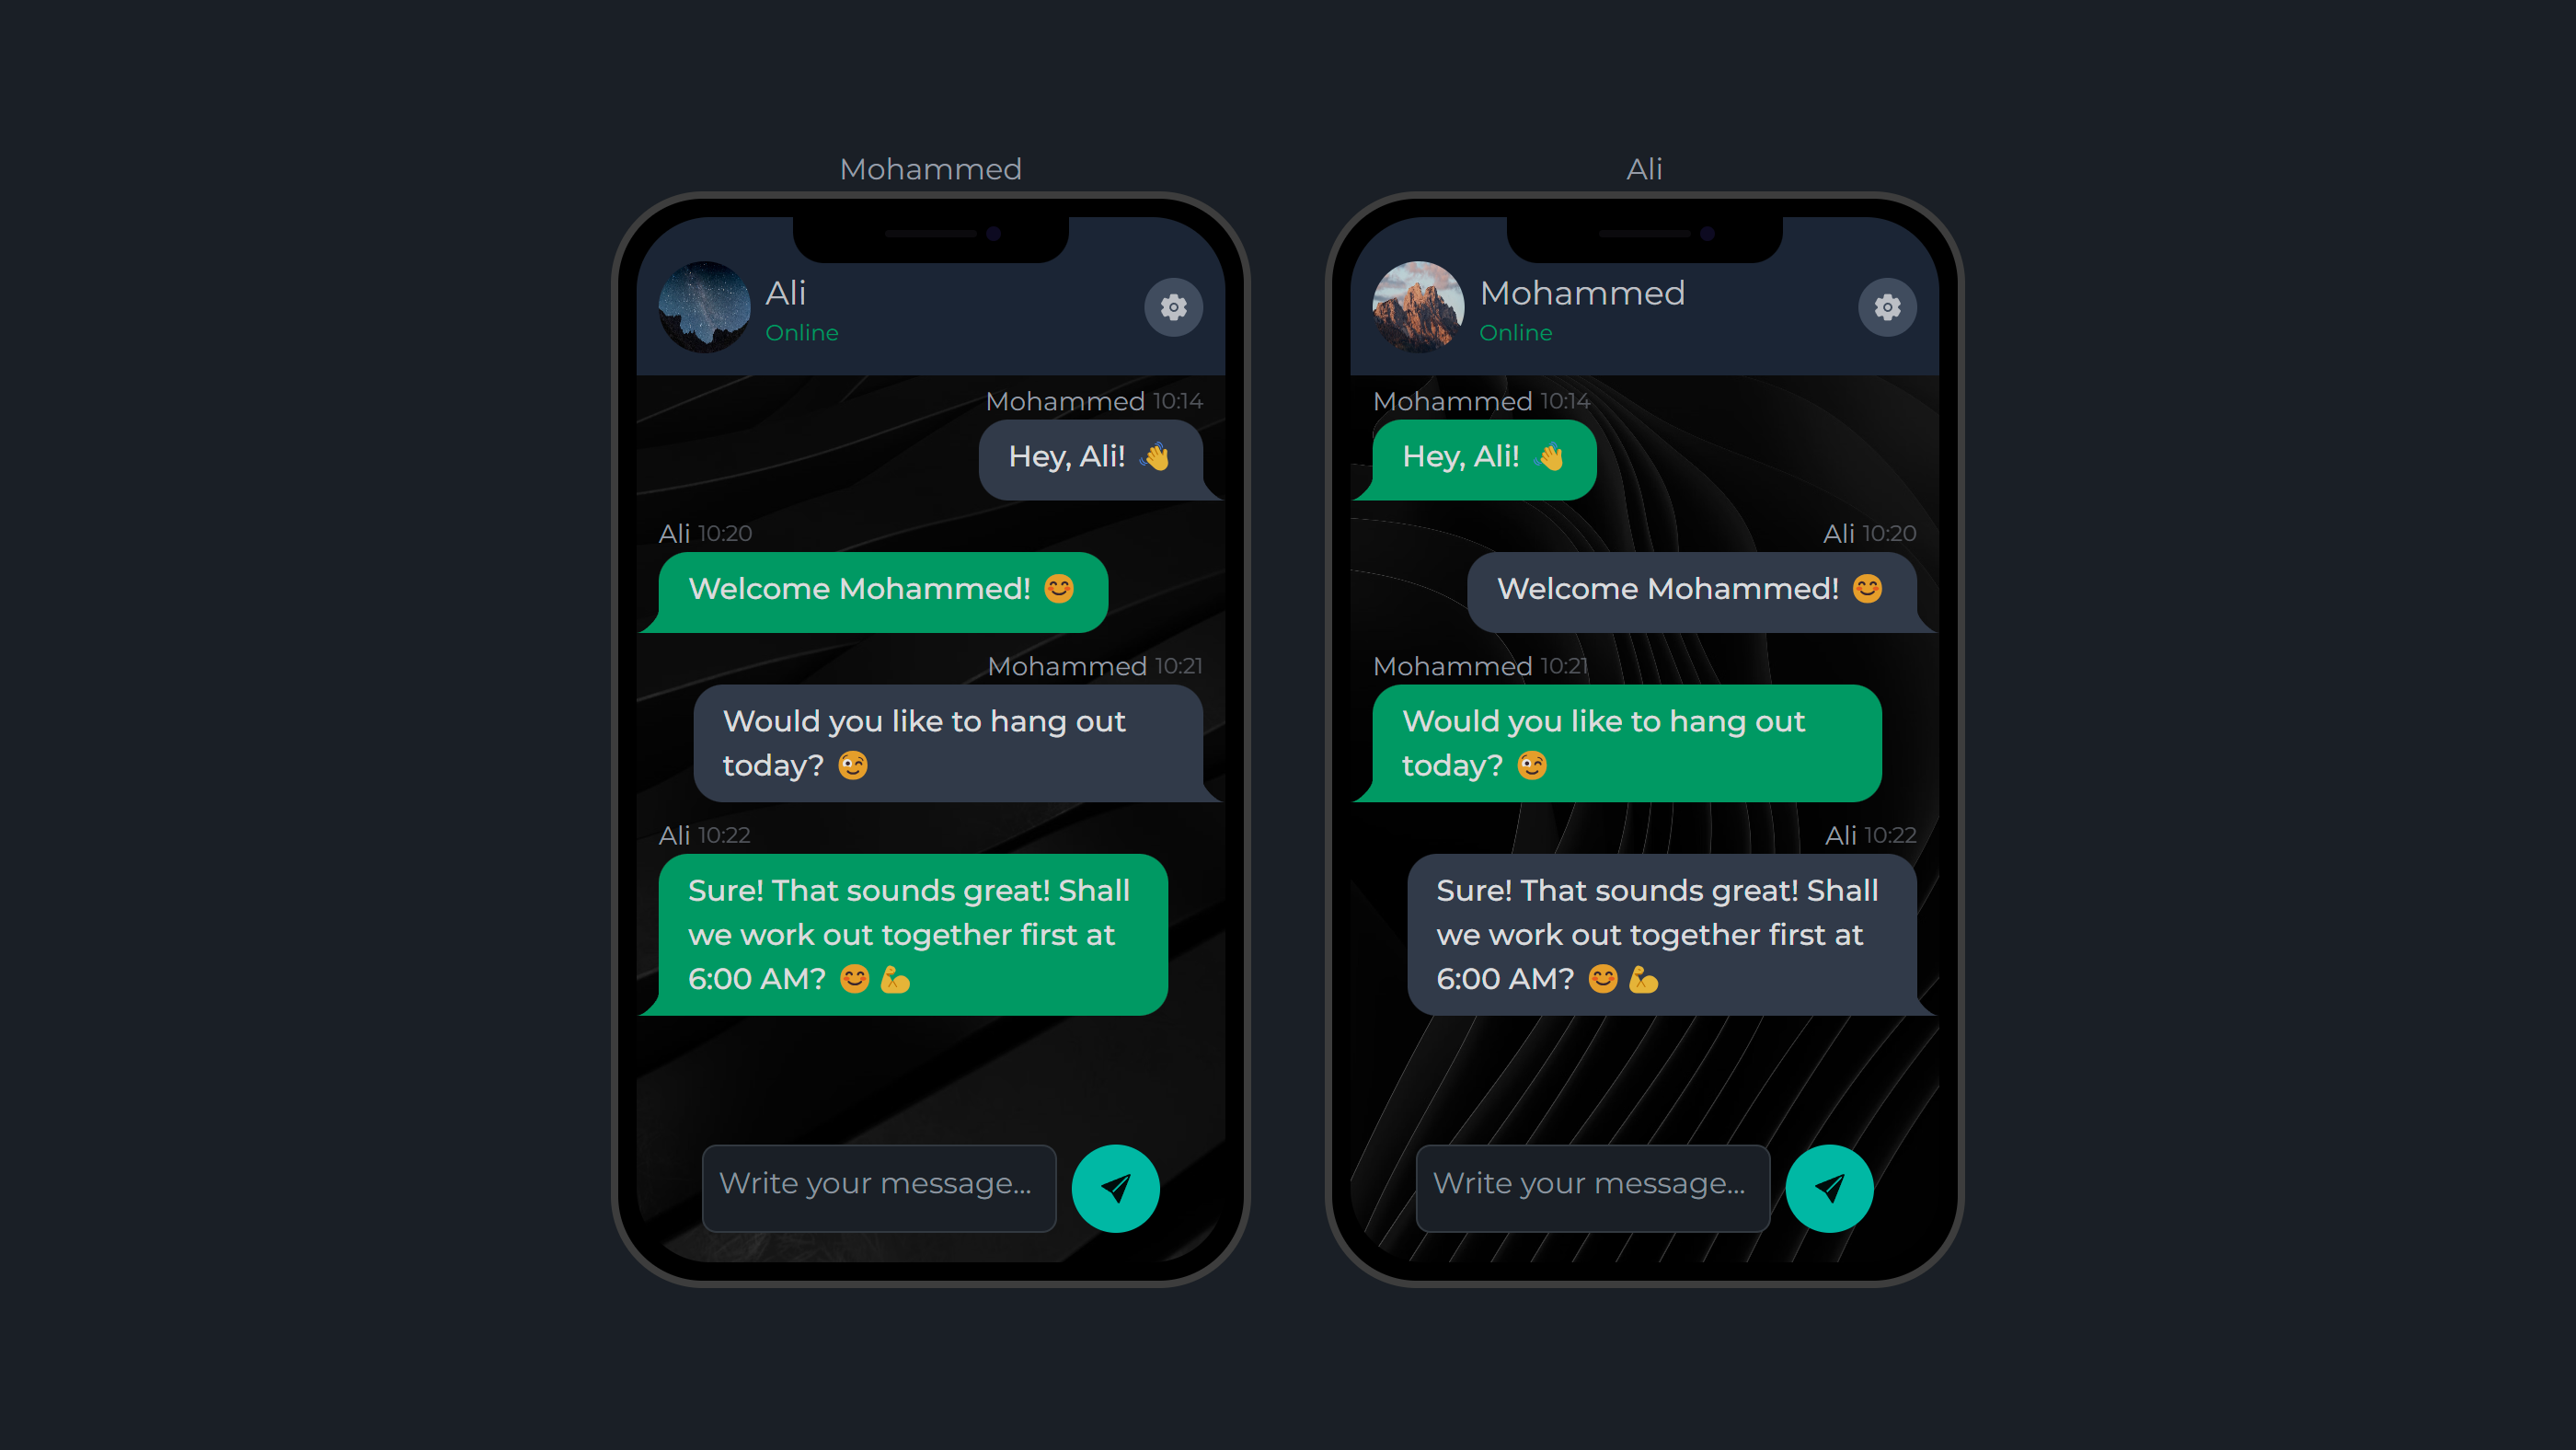 Mohammed
Ali
Online
Mohammed 10:14
Hey, Ali! 👋
Ali 10:20
Welcome Mohammed! 😊
Mohammed 10:21
Would you like to hang out
today? 😉
Ali 10:22
Sure! That sounds great! Shall
we work out together first at
6:00 AM? 😊 💪
Write your message...
Ali
Mohammed
Online
Mohammed 10:14
Hey, Ali! 👋
Ali 10:20
Welcome Mohammed! 😊
Mohammed 10:21
Would you like to hang out
today? 😉
Ali 10:22
Sure! That sounds great! Shall
we work out together first at
6:00 AM? 😊 💪
Write your message...